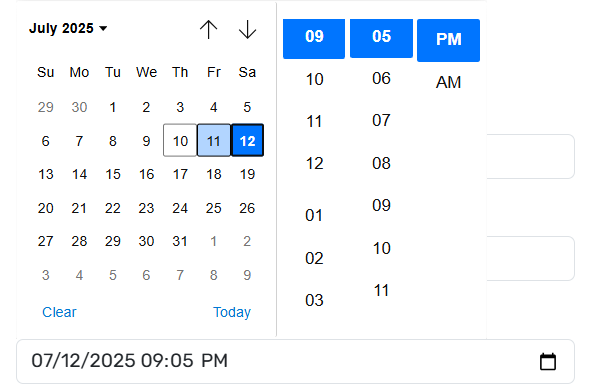 July 2025
Su Mo Tu We Th Fr Sa
29 30 1 2 3 4 5
6 7 8 9 10 11 12
13 14 15 16 17 18 19
20 21 22 23 24 25 26
27 28 29 30 31 1 2
3 4 5 6 7 8 9
Clear Today
09 05 PM
10 06 AM
11 07
12 08
01 09
02 10
03 11
07/12/2025 09:05 PM